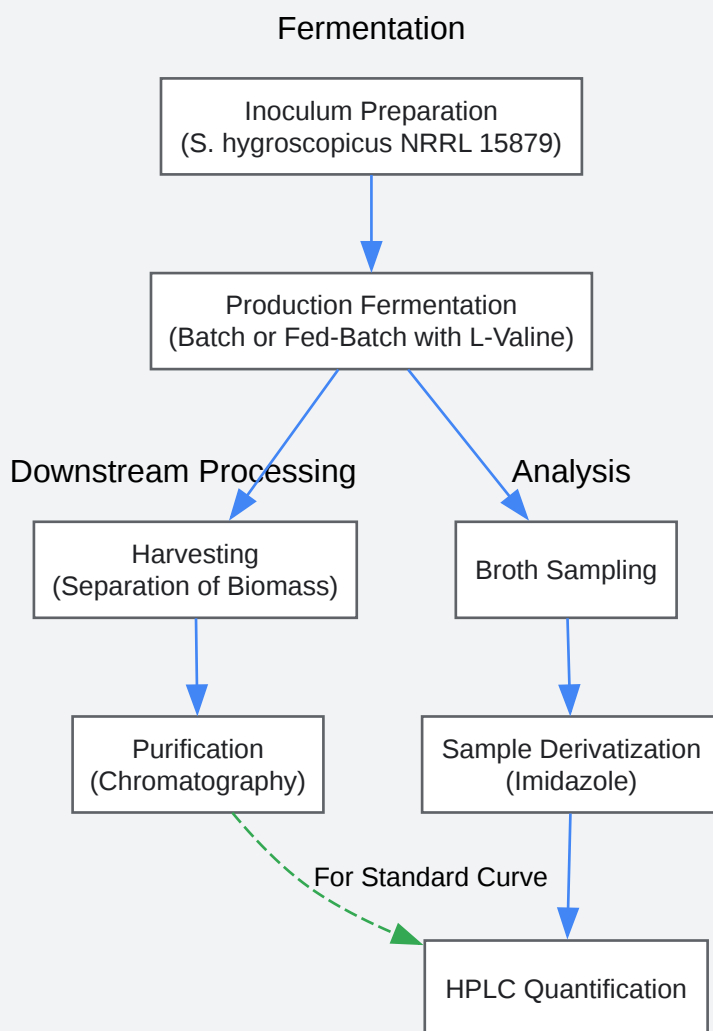 Fermentation
Inoculum Preparation
(S. hygroscopicus NRRL 15879)
Production Fermentation
(Batch or Fed-Batch with L-Valine)
Downstream Processing
Analysis
Harvesting
(Separation of Biomass)
Broth Sampling
Purification
(Chromatography)
Sample Derivatization
(Imidazole)
For Standard Curve
HPLC Quantification